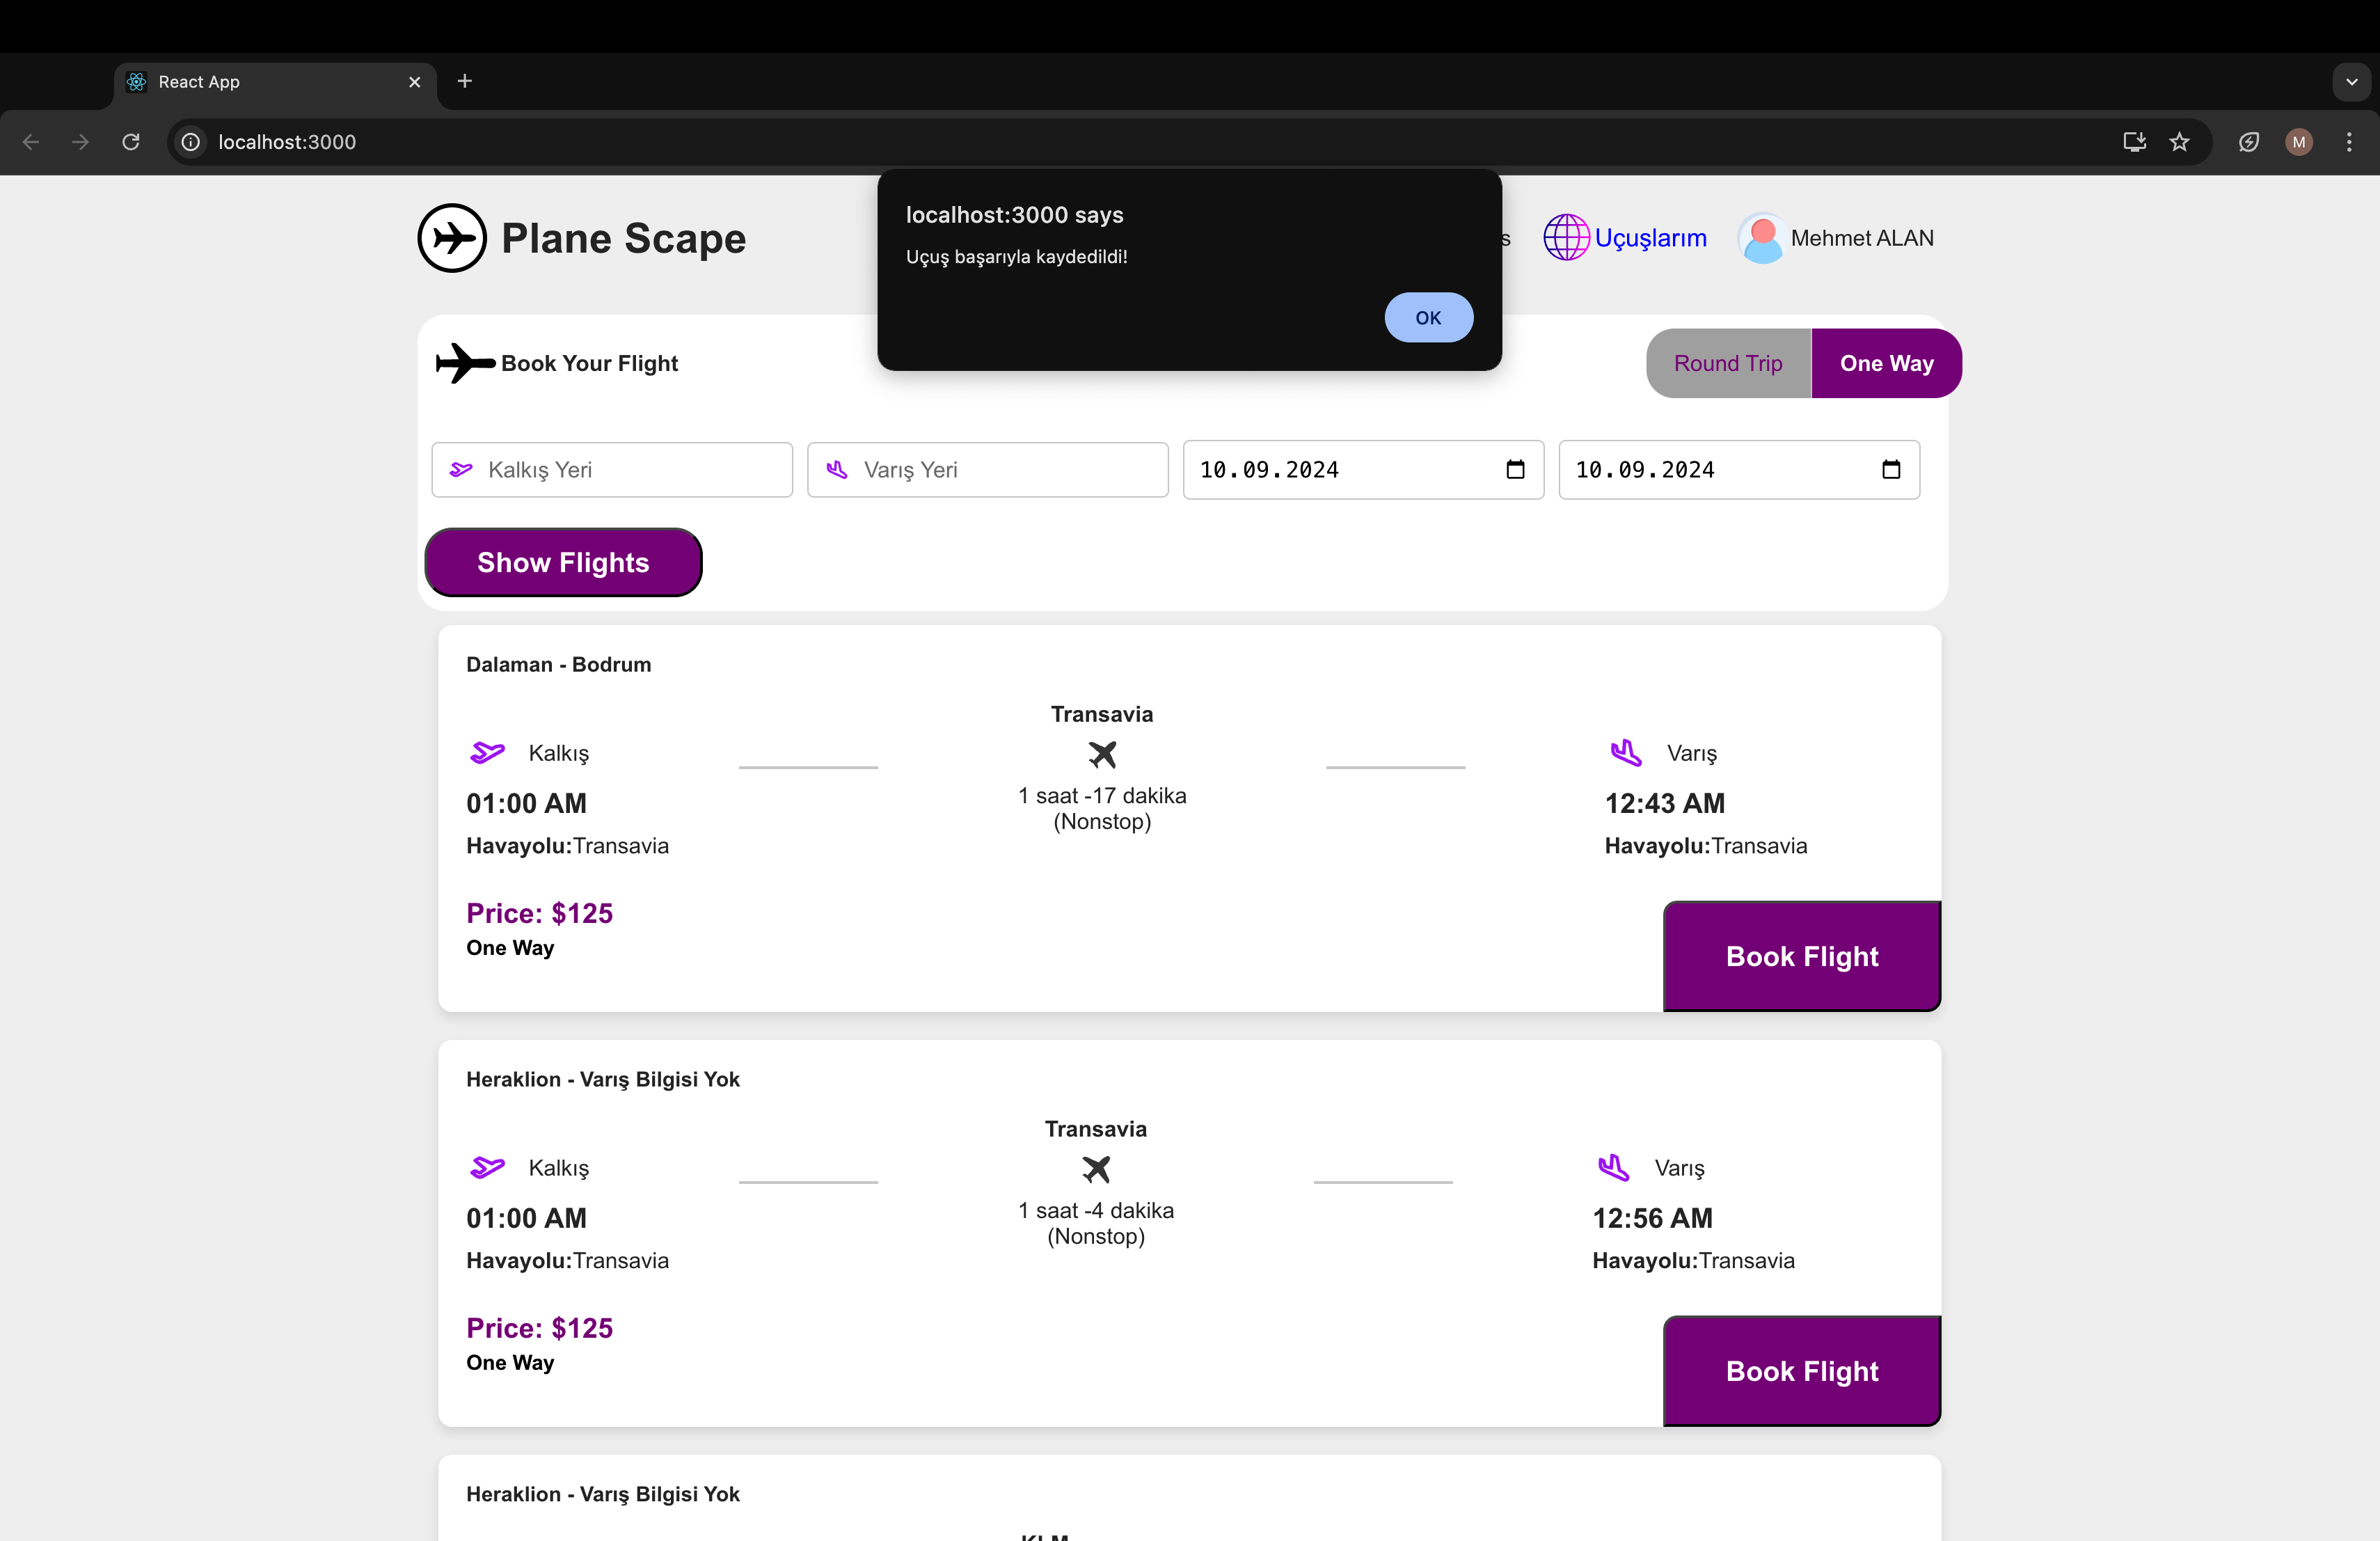 React App
localhost:3000
M
Plane Scape
localhost:3000 says
Uçuş başarıyla kaydedildi!
OK
s
Uçuşlarım
Mehmet ALAN
Book Your Flight
Round Trip
One Way
Kalkış Yeri
Varış Yeri
10.09.2024
10.09.2024
Show Flights
Dalaman - Bodrum
Transavia
Kalkış
Varış
01:00 AM
1 saat -17 dakika
(Nonstop)
12:43 AM
Havayolu:Transavia
Havayolu:Transavia
Price: $125
One Way
Book Flight
Heraklion - Varış Bilgisi Yok
Transavia
Kalkış
Varış
01:00 AM
1 saat -4 dakika
(Nonstop)
12:56 AM
Havayolu:Transavia
Havayolu:Transavia
Price: $125
One Way
Book Flight
Heraklion - Varış Bilgisi Yok
KLM